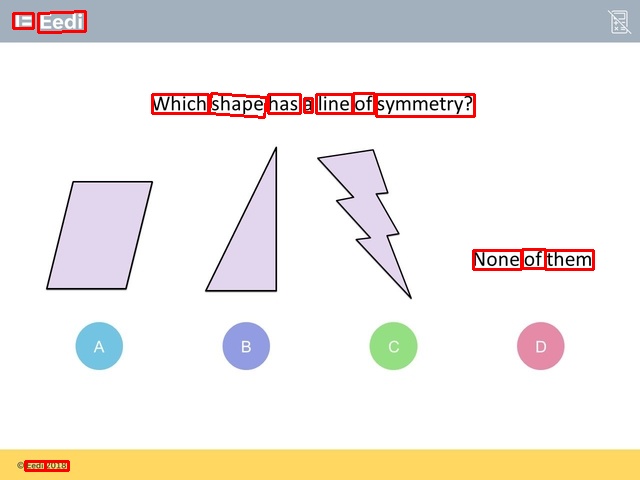 Eedi
Which shape has a line of symmetry?
None of them
A B C D
© Eedi 2018